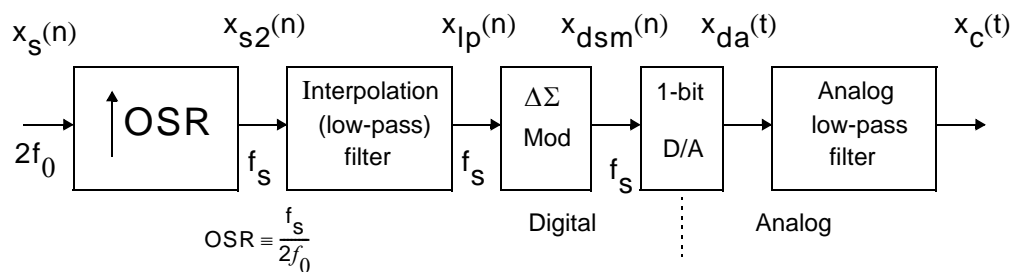 x_s(n)
x_s2(n)
x_lp(n)
x_dsm(n)
x_da(t)
x_c(t)
↑ OSR
Interpolation
(low-pass)
filter
ΔΣ
Mod
1-bit
D/A
Analog
low-pass
filter
2f_0
f_s
f_s
f_s
OSR ≡ f_s / 2f_0
Digital
Analog